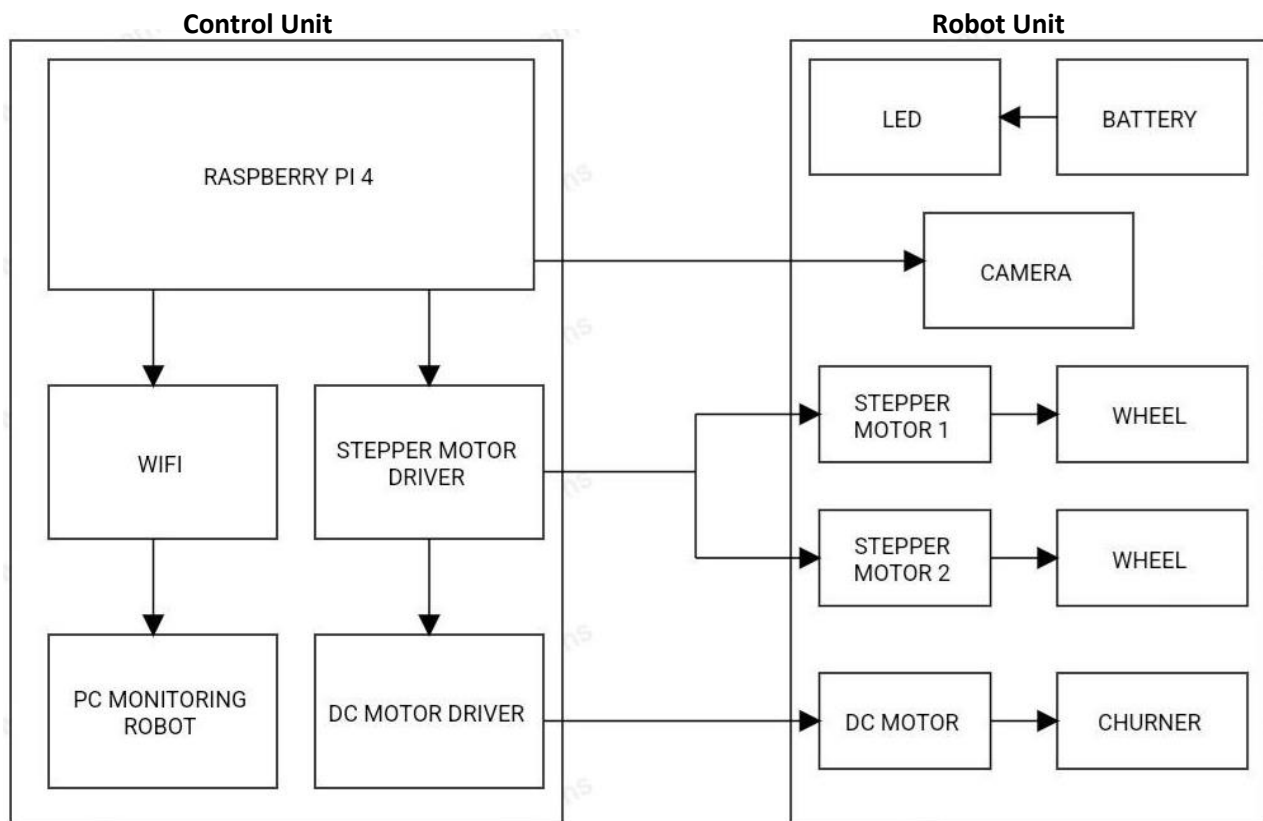 Control Unit
Robot Unit
RASPBERRY PI 4
LED
BATTERY
CAMERA
WIFI
STEPPER MOTOR
DRIVER
STEPPER
MOTOR 1
WHEEL
STEPPER
MOTOR 2
WHEEL
PC MONITORING
ROBOT
DC MOTOR DRIVER
DC MOTOR
CHURNER